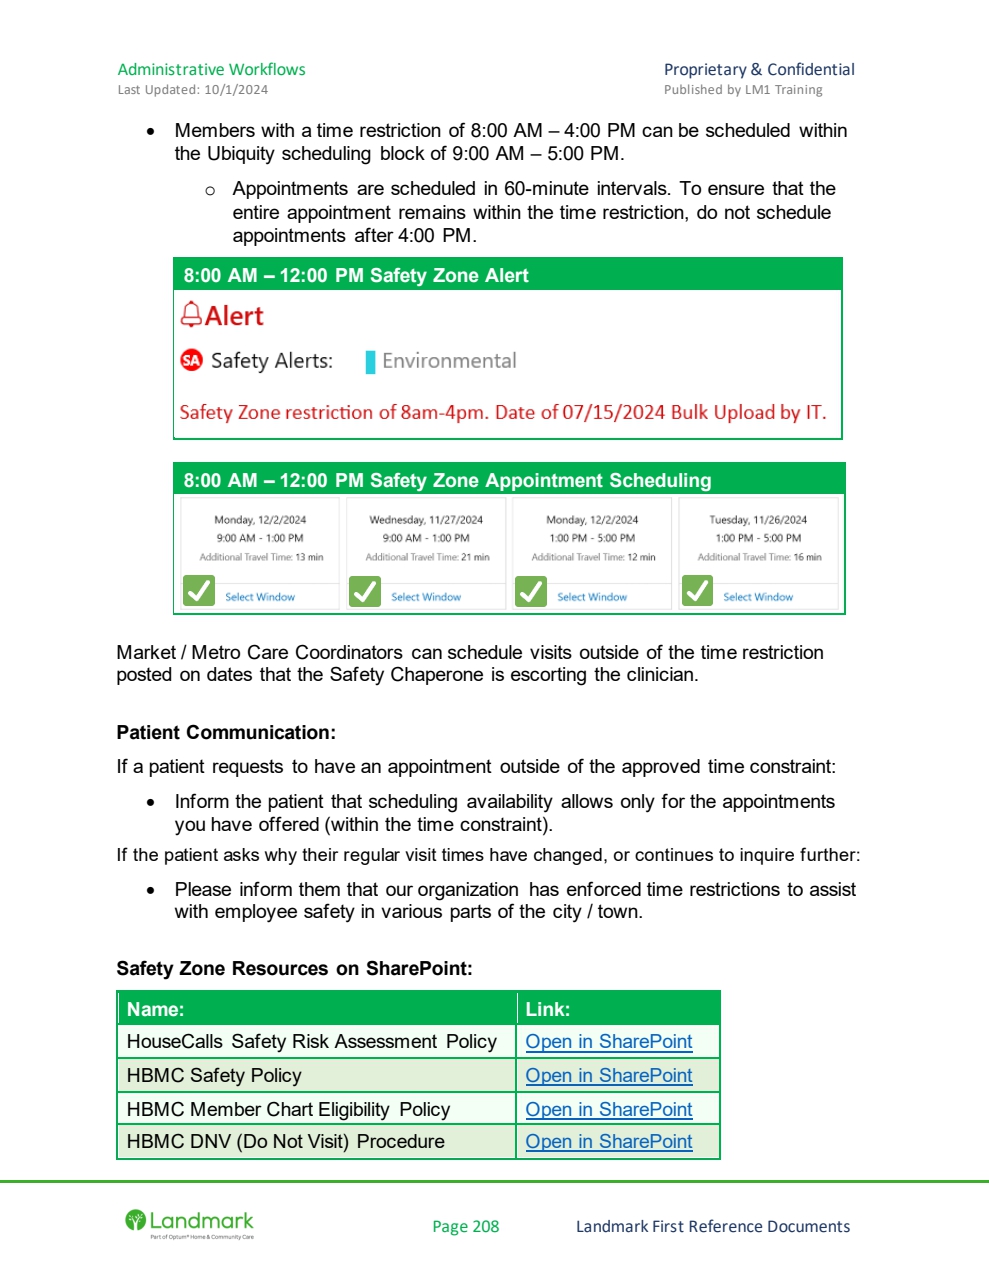 Administrative Workflows
Proprietary & Confidential
Last Updated: 10/1/2024
Published by LM1 Training
• Members with a time restriction of 8:00 AM – 4:00 PM can be scheduled within
the Ubiquity scheduling block of 9:00 AM – 5:00 PM.
o Appointments are scheduled in 60-minute intervals. To ensure that the
entire appointment remains within the time restriction, do not schedule
appointments after 4:00 PM.
8:00 AM – 12:00 PM Safety Zone Alert
Alert
SA Safety Alerts: Environmental
Safety Zone restriction of 8am-4pm. Date of 07/15/2024 Bulk Upload by IT.
8:00 AM – 12:00 PM Safety Zone Appointment Scheduling
Monday, 12/2/2024
9:00 AM - 1:00 PM
Additional Travel Time: 13 min
Select Window
Wednesday, 11/27/2024
9:00 AM - 1:00 PM
Additional Travel Time: 21 min
Select Window
Monday, 12/2/2024
1:00 PM - 5:00 PM
Additional Travel Time: 12 min
Select Window
Tuesday, 11/26/2024
1:00 PM - 5:00 PM
Additional Travel Time: 16 min
Select Window
Market / Metro Care Coordinators can schedule visits outside of the time restriction
posted on dates that the Safety Chaperone is escorting the clinician.
Patient Communication:
If a patient requests to have an appointment outside of the approved time constraint:
• Inform the patient that scheduling availability allows only for the appointments
you have offered (within the time constraint).
If the patient asks why their regular visit times have changed, or continues to inquire further:
• Please inform them that our organization has enforced time restrictions to assist
with employee safety in various parts of the city / town.
Safety Zone Resources on SharePoint:
Name: Link:
HouseCalls Safety Risk Assessment Policy Open in SharePoint
HBMC Safety Policy Open in SharePoint
HBMC Member Chart Eligibility Policy Open in SharePoint
HBMC DNV (Do Not Visit) Procedure Open in SharePoint
Landmark
Part of Optum® Home & Community Care
Page 208
Landmark First Reference Documents